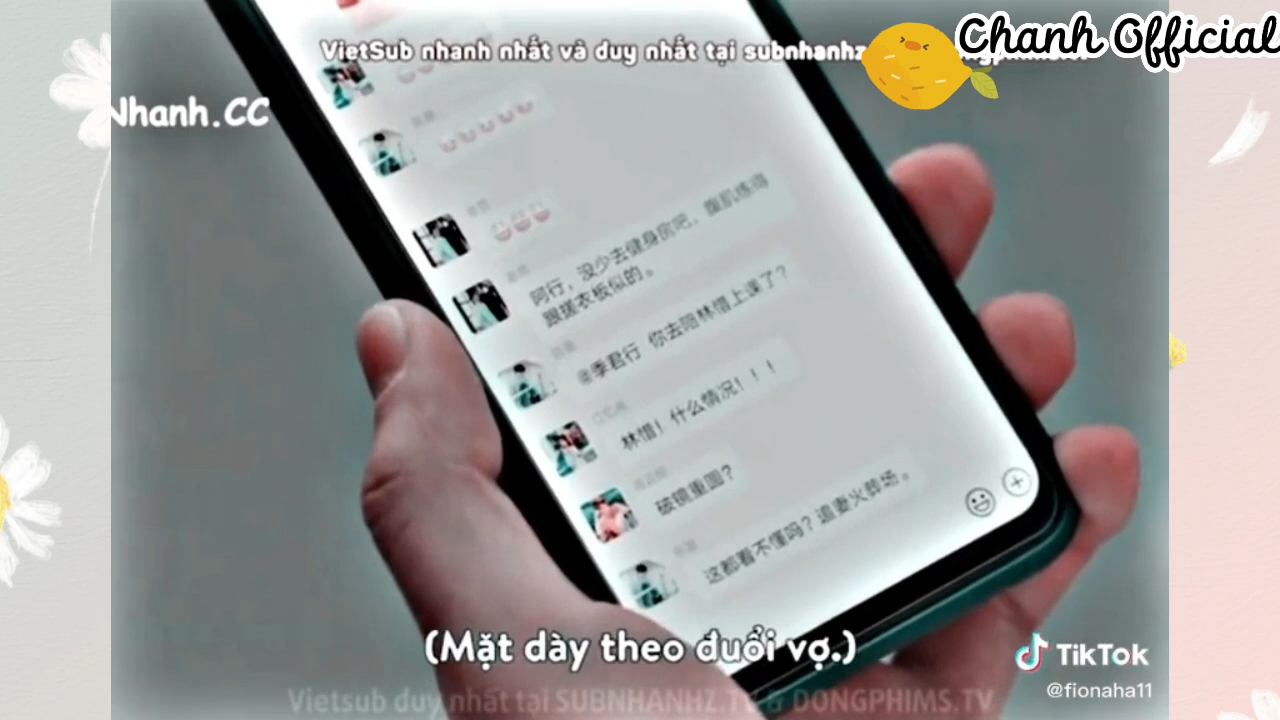 Chanh Official
VietSub nhanh nhất và duy nhất tại subnhanhz
Nhanh.CC
阿行，没少去健身房吧，腹肌练得
跟搓衣板似的。
@季君行 你去陪林惜上课了？
林惜！什么情况！！！
破镜重圆？
这都看不懂吗？追妻火葬场。
(Mặt dày theo đuổi vợ.)
TikTok
@fionaha11
Vietsub duy nhất tại SUBNHANHZ.TV & DONGPHIMS.TV